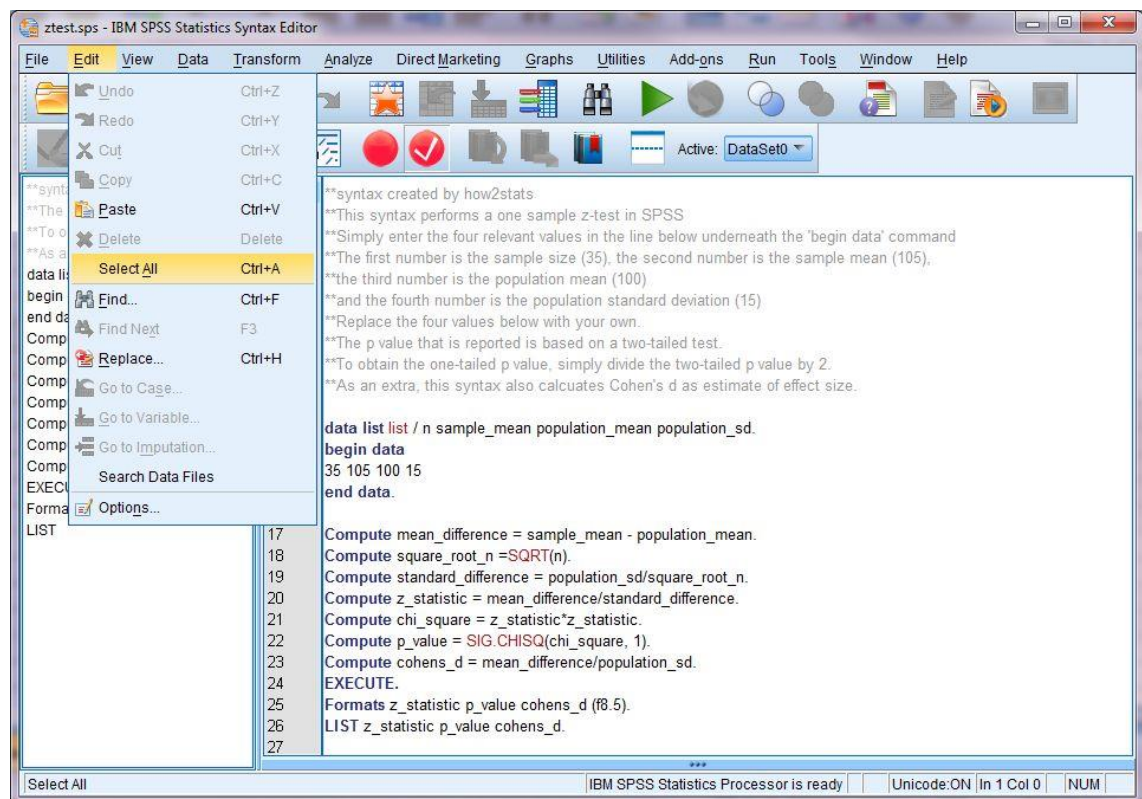 ztest.sps - IBM SPSS Statistics Syntax Editor
File Edit View Data Transform Analyze Direct Marketing Graphs Utilities Add-ons Run Tools Window Help
Undo Ctrl+Z
Redo Ctrl+Y
Cut Ctrl+X
Copy Ctrl+C
Paste Ctrl+V
Delete Delete
Select All Ctrl+A
Find... Ctrl+F
Find Next F3
Replace... Ctrl+H
Go to Case...
Go to Variable...
Go to Imputation...
Search Data Files
Options...
Active: DataSet0
**synt
**The
**To o
**As a
data lis
begin
end da
Comp
Comp
Comp
Comp
Comp
Comp
Comp
EXECU
Forma
LIST
**syntax created by how2stats
**This syntax performs a one sample z-test in SPSS
**Simply enter the four relevant values in the line below underneath the 'begin data' command
**The first number is the sample size (35), the second number is the sample mean (105),
**the third number is the population mean (100)
**and the fourth number is the population standard deviation (15)
**Replace the four values below with your own.
**The p value that is reported is based on a two-tailed test.
**To obtain the one-tailed p value, simply divide the two-tailed p value by 2.
**As an extra, this syntax also calcuates Cohen's d as estimate of effect size.
data list list / n sample_mean population_mean population_sd.
begin data
35 105 100 15
end data.
17 Compute mean_difference = sample_mean - population_mean.
18 Compute square_root_n =SQRT(n).
19 Compute standard_difference = population_sd/square_root_n.
20 Compute z_statistic = mean_difference/standard_difference.
21 Compute chi_square = z_statistic*z_statistic.
22 Compute p_value = SIG.CHISQ(chi_square, 1).
23 Compute cohens_d = mean_difference/population_sd.
24 EXECUTE.
25 Formats z_statistic p_value cohens_d (f8.5).
26 LIST z_statistic p_value cohens_d.
27
Select All IBM SPSS Statistics Processor is ready Unicode:ON In 1 Col 0 NUM